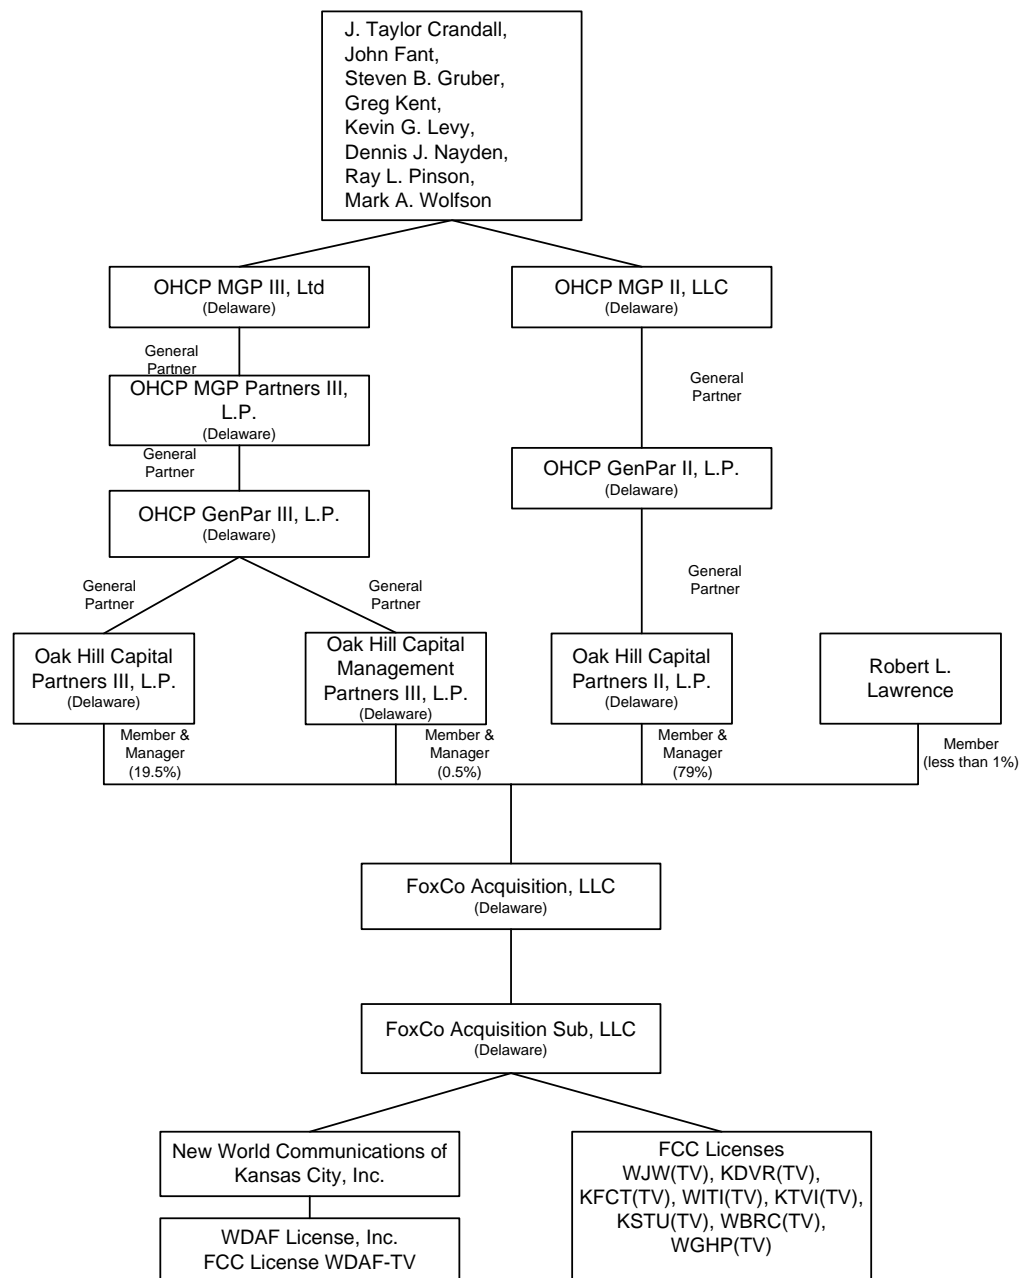 J. Taylor Crandall,
John Fant,
Steven B. Gruber,
Greg Kent,
Kevin G. Levy,
Dennis J. Nayden,
Ray L. Pinson,
Mark A. Wolfson
OHCP MGP III, Ltd
(Delaware)
OHCP MGP II, LLC
(Delaware)
General
Partner
OHCP MGP Partners III,
L.P.
(Delaware)
General
Partner
General
Partner
OHCP GenPar II, L.P.
(Delaware)
OHCP GenPar III, L.P.
(Delaware)
General
Partner
General
Partner
General
Partner
Oak Hill Capital
Partners III, L.P.
(Delaware)
Oak Hill Capital
Management
Partners III, L.P.
(Delaware)
Oak Hill Capital
Partners II, L.P.
(Delaware)
Robert L.
Lawrence
Member &
Manager
(19.5%)
Member &
Manager
(0.5%)
Member &
Manager
(79%)
Member
(less than 1%)
FoxCo Acquisition, LLC
(Delaware)
FoxCo Acquisition Sub, LLC
(Delaware)
New World Communications of
Kansas City, Inc.
WDAF License, Inc.
FCC License WDAF-TV
FCC Licenses
WJW(TV), KDVR(TV),
KFCT(TV), WITI(TV), KTVI(TV),
KSTU(TV), WBRC(TV),
WGHP(TV)